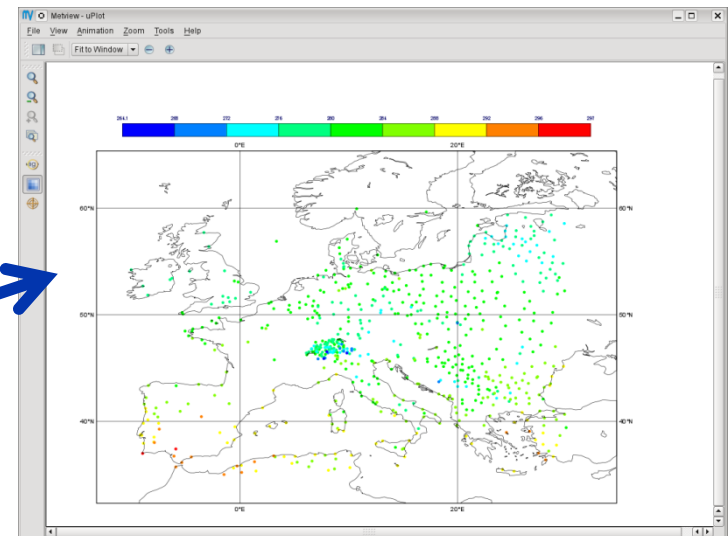 Metview - uPlot
File View Animation Zoom Tools Help
Fit to Window
264.1 268 272 276 280 284 288 292 296 297
0°E 20°E
60°N 60°N
50°N 50°N
40°N 40°N
0°E 20°E